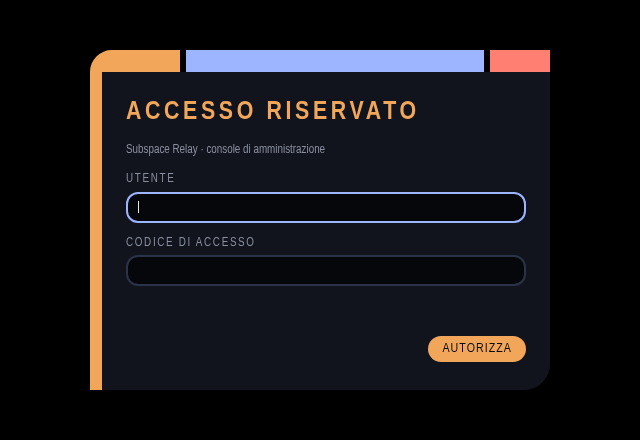 ACCESSO RISERVATO
Subspace Relay · console di amministrazione
UTENTE
CODICE DI ACCESSO
AUTORIZZA